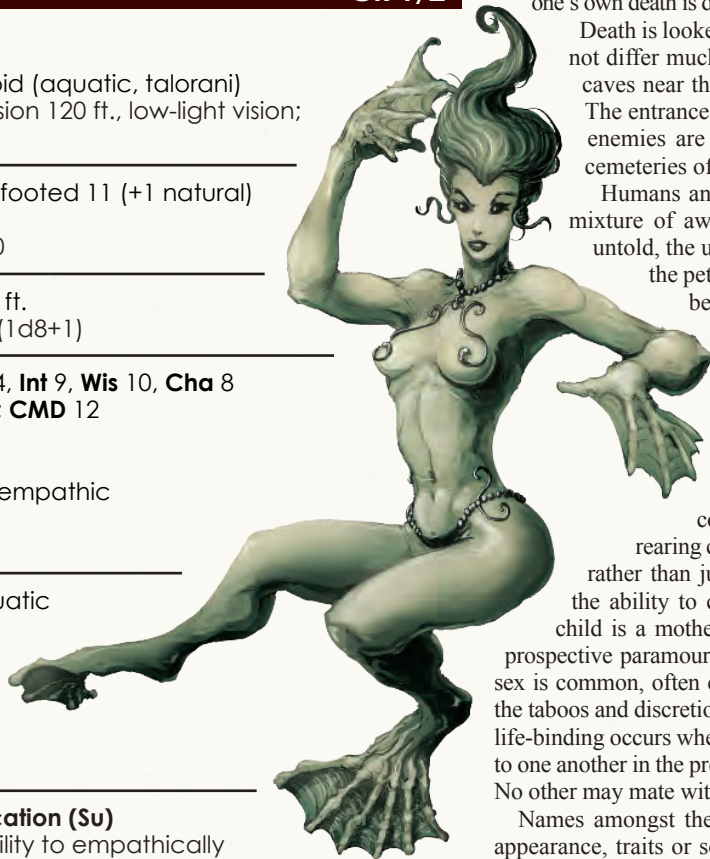 oid (aquatic, talorani)
sion 120 ft., low-light vision;
footed 11 (+1 natural)
0
ft.
(1d8+1)
4, Int 9, Wis 10, Cha 8
CMD 12
empathic
uatic
cation (Su)
ility to empathically
one's own death is d
Death is looke
not differ much
caves near th
The entrance
enemies are
cemeteries of
Humans an
mixture of aw
untold, the u
the pet
be
co
rearing c
rather than ju
the ability to c
child is a mothe
prospective paramour
sex is common, often c
the taboos and discretio
life-binding occurs whe
to one another in the pre
No other may mate wit
Names amongst the
appearance, traits or so